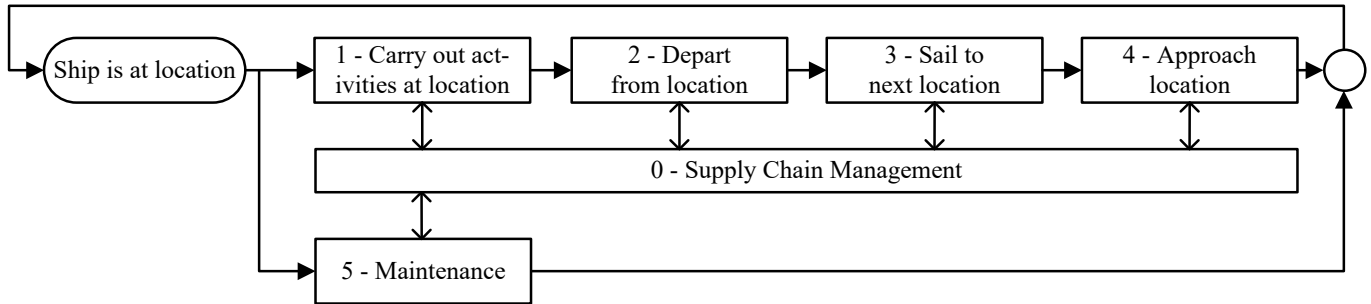 Ship is at location
1 - Carry out act-
ivities at location
2 - Depart
from location
3 - Sail to
next location
4 - Approach
location
0 - Supply Chain Management
5 - Maintenance